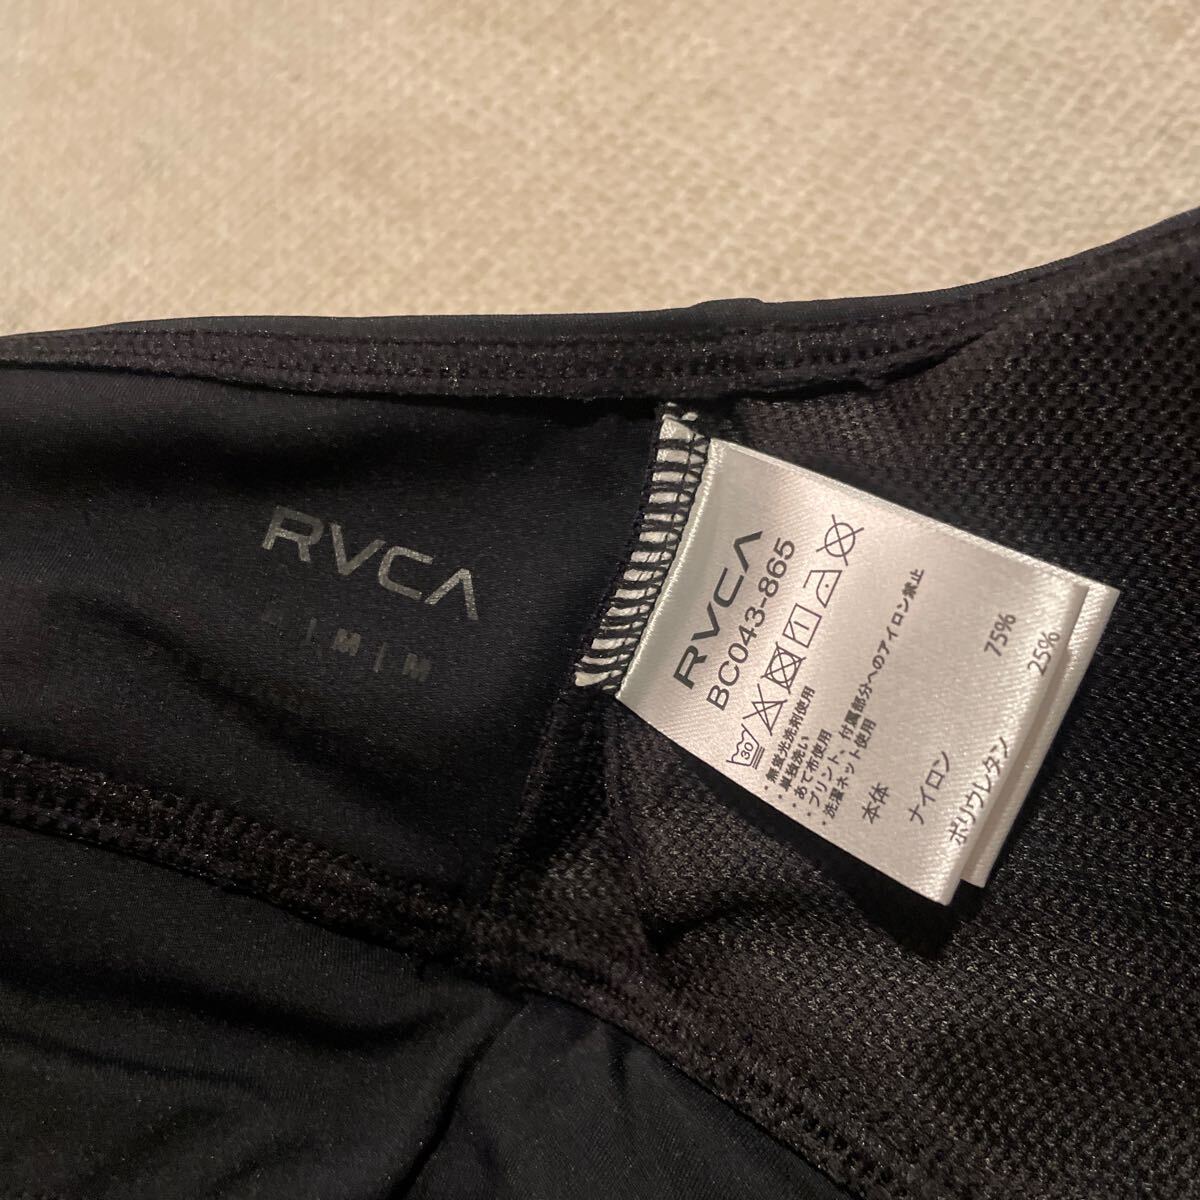 RVCA
M | M
RVCA
BC043-865
30
・無蛍光洗剤使用
・単独洗い
・あて布使用
・プリント、付属部分へのアイロン禁止
・洗濯ネット使用
本体
ナイロン 75%
ポリウレタン 25%